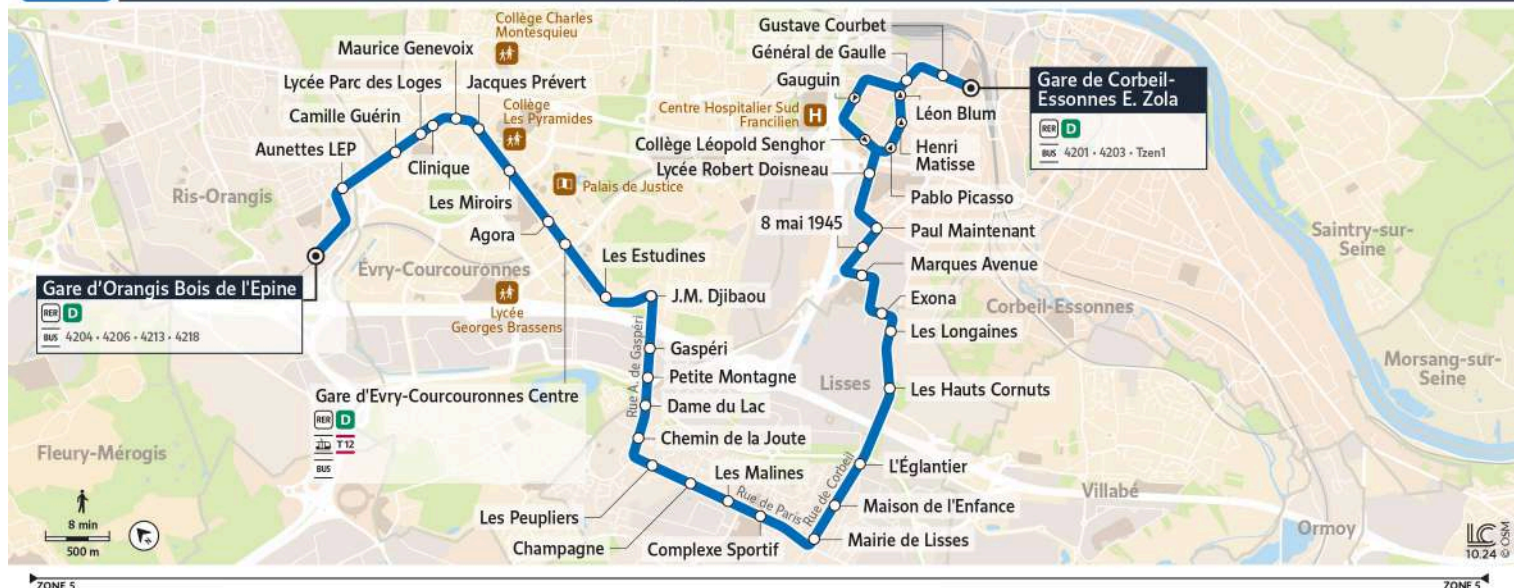 Gustave Courbet
Général de Gaulle
Gauguin
Collège Charles
Montesquieu
Maurice Genevoix
Lycée Parc des Loges
Jacques Prévert
Camille Guérin
Collège
Les Pyramides
Aunettes LEP
Clinique
Ris-Orangis
Les Miroirs
Palais de Justice
Agora
Centre Hospitalier Sud
Francilien
H
Collège Léopold Senghor
Lycée Robert Doisneau
Léon Blum
Henri
Matisse
Pablo Picasso
Gare de Corbeil-
Essonnes E. Zola
RER D
BUS 4201 • 4203 • Tzen1
8 mai 1945
Paul Maintenant
Marques Avenue
Saintry-sur-
Seine
Les Estudines
Évry-Courcouronnes
Gare d'Orangis Bois de l'Epine
RER D
BUS 4204 • 4206 • 4213 • 4218
Lycée
Georges Brassens
J.M. Djibaou
Exona
Corbeil-Essonnes
Les Longaines
Rue A. de Gaspéri
Gaspéri
Petite Montagne
Lisses
Morsang-sur-
Seine
Les Hauts Cornuts
Gare d'Evry-Courcouronnes Centre
RER D
T12
BUS
Dame du Lac
Chemin de la Joute
Fleury-Mérogis
Les Malines
L'Églantier
Rue de Paris
Rue de Corbeil
Villabé
Les Peupliers
Maison de l'Enfance
Champagne
Complexe Sportif
Mairie de Lisses
Ormoy
8 min
500 m
LC
10.24 © OSM
ZONE 5
ZONE 5